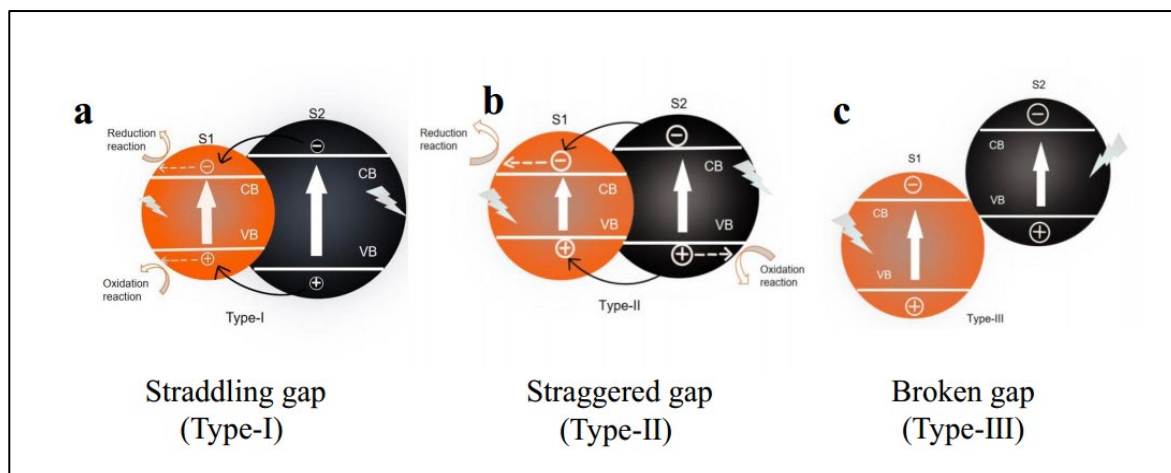 a
S1
S2
Reduction
reaction
CB
CB
VB
VB
Oxidation
reaction
Type-I
b
S1
S2
Reduction
reaction
CB
CB
VB
VB
Oxidation
reaction
Type-II
c
S2
S1
CB
VB
CB
VB
Type-III
Straddling gap
(Type-I)
Straggered gap
(Type-II)
Broken gap
(Type-III)